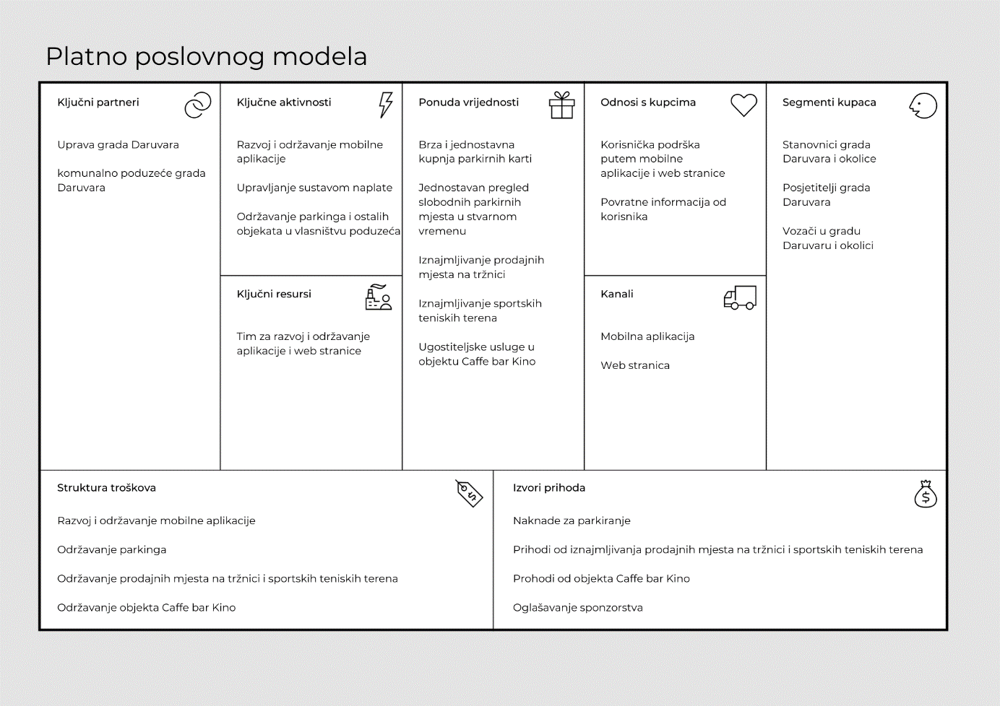 Platno poslovnog modela
Ključni partneri
Uprava grada Daruvara
komunalno poduzeće grada
Daruvara
Ključne aktivnosti
Razvoj i održavanje mobilne
aplikacije
Upravljanje sustavom naplate
Održavanje parkinga i ostalih
objekata u vlasništvu poduzeća
Ključni resursi
Tim za razvoj i održavanje
aplikacije i web stranice
Ponuda vrijednosti
Brza i jednostavna
kupnja parkirnih karti
Jednostavan pregled
slobodnih parkirnih
mjesta u stvarnom
vremenu
Iznajmljivanje prodajnih
mjesta na tržnici
Iznajmljivanje sportskih
teniskih terena
Ugostiteljske usluge u
objektu Caffe bar Kino
Odnosi s kupcima
Korisnička podrška
putem mobilne
aplikacije i web stranice
Povratne informacija od
korisnika
Kanali
Mobilna aplikacija
Web stranica
Segmenti kupaca
Stanovnici grada
Daruvara i okolice
Posjetitelji grada
Daruvara
Vozači u gradu
Daruvaru i okolici
Struktura troškova
$
Razvoj i održavanje mobilne aplikacije
Održavanje parkinga
Održavanje prodajnih mjesta na tržnici i sportskih teniskih terena
Održavanje objekta Caffe bar Kino
Izvori prihoda
$
Naknade za parkiranje
Prihodi od iznajmljivanja prodajnih mjesta na tržnici i sportskih teniskih terena
Prohodi od objekta Caffe bar Kino
Oglašavanje sponzorstva